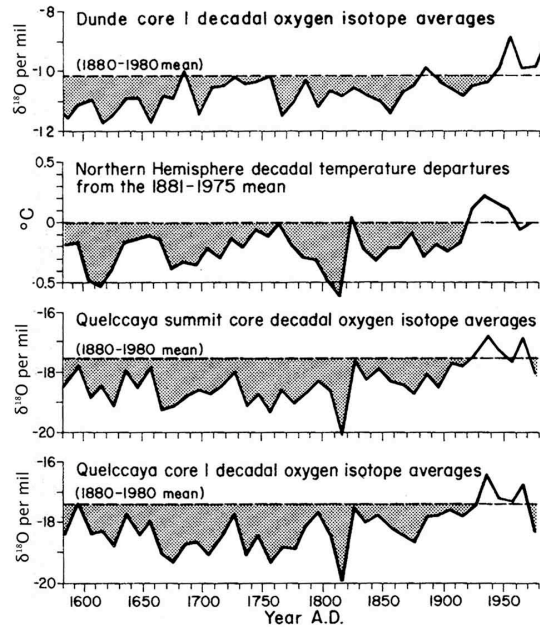 Dunde core I decadal oxygen isotope averages
-8
(1880-1980 mean)
-10
-12
δ¹⁸O per mil
0.5
Northern Hemisphere decadal temperature departures
from the 1881-1975 mean
0
-0.5
°C
-16
Quelccaya summit core decadal oxygen isotope averages
(1880-1980 mean)
-18
-20
δ¹⁸O per mil
-16
Quelccaya core I decadal oxygen isotope averages
(1880-1980 mean)
-18
-20
δ¹⁸O per mil
1600 1650 1700 1750 1800 1850 1900 1950
Year A.D.